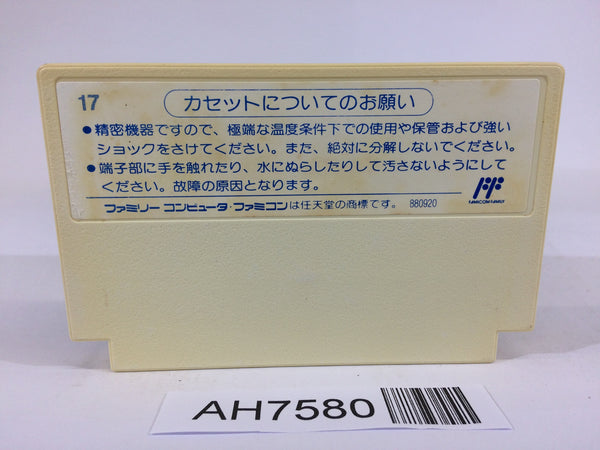 17
カセットについてのお願い
●精密機器ですので、極端な温度条件下での使用や保管および強い
ショックをさけてください。また、絶対に分解しないでください。
●端子部に手を触れたり、水にぬらしたりして汚さないようにして
ください。故障の原因となります。
ファミリー コンピュータ・ファミコンは任天堂の商標です。 880920
FAMICOM FAMILY
AH7580